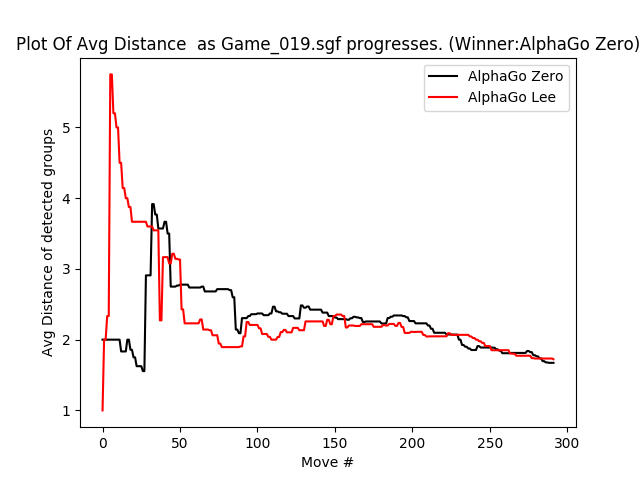 Plot Of Avg Distance  as Game_019.sgf progresses. (Winner:AlphaGo Zero)
AlphaGo Zero
AlphaGo Lee
Avg Distance of detected groups
5
4
3
2
1
0 50 100 150 200 250 300
Move #